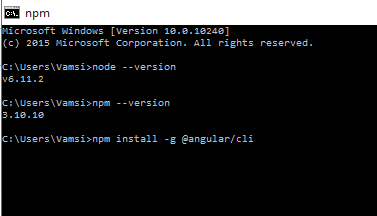 npm
Microsoft Windows [Version 10.0.10240]
(c) 2015 Microsoft Corporation. All rights reserved.
C:\Users\Vamsi>node --version
v6.11.2
C:\Users\Vamsi>npm --version
3.10.10
C:\Users\Vamsi>npm install -g @angular/cli